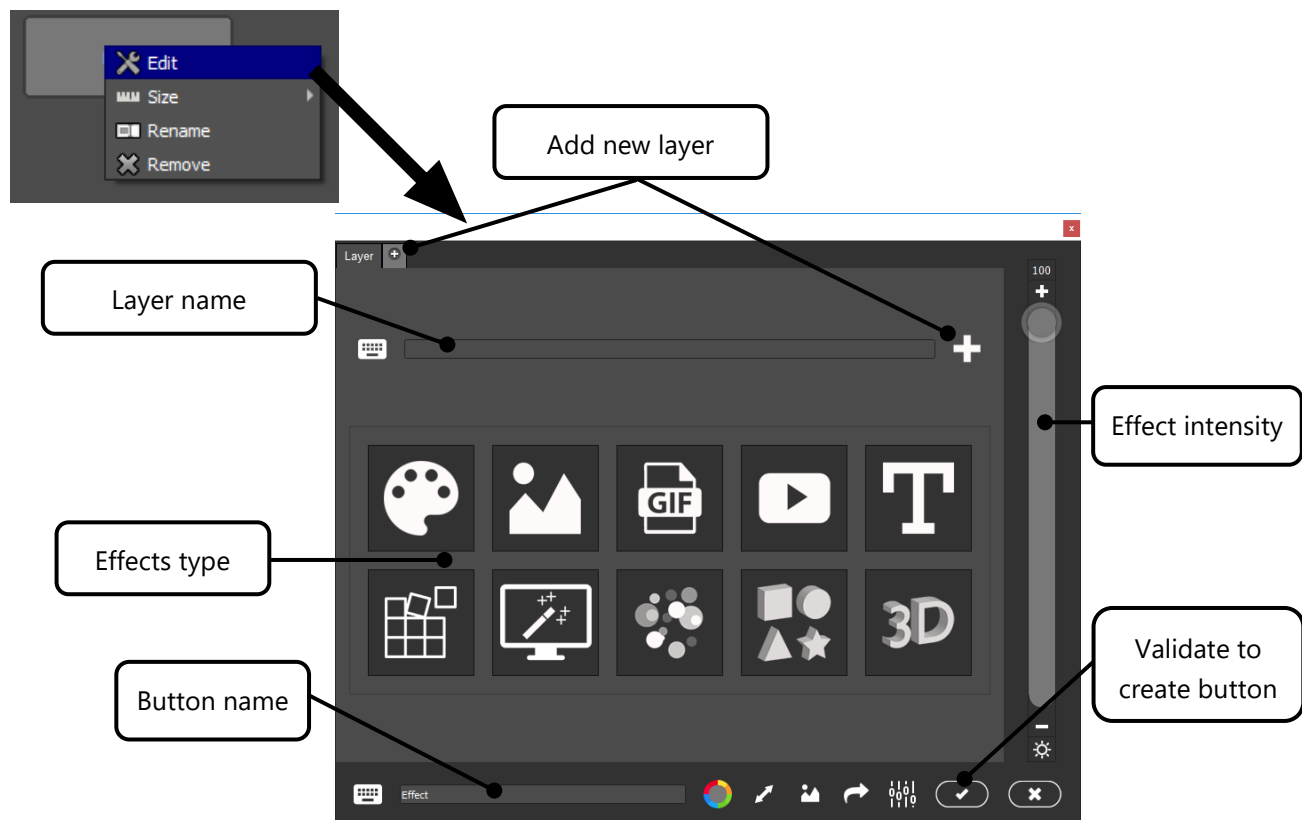 Edit
Size
Rename
Remove
Add new layer
x
Layer
100
Layer name
Effect intensity
GIF
T
Effects type
3D
Validate to
create button
Button name
Effect